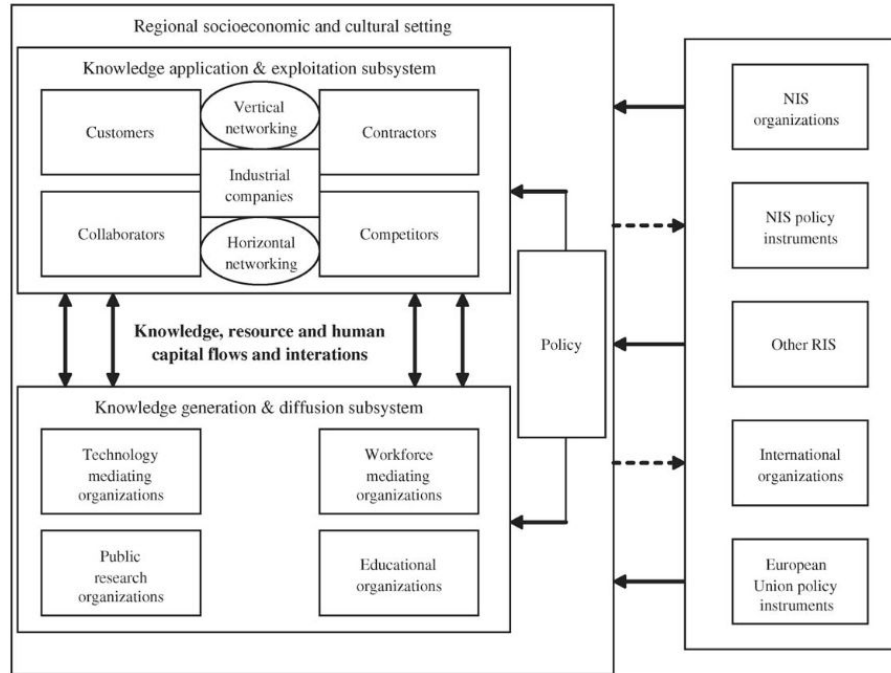 Regional socioeconomic and cultural setting
Knowledge application & exploitation subsystem
Customers
Vertical
networking
Contractors
Industrial
companies
Collaborators
Horizontal
networking
Competitors
Knowledge, resource and human
capital flows and interations
Policy
Knowledge generation & diffusion subsystem
Technology
mediating
organizations
Workforce
mediating
organizations
Public
research
organizations
Educational
organizations
NIS
organizations
NIS policy
instruments
Other RIS
International
organizations
European
Union policy
instruments